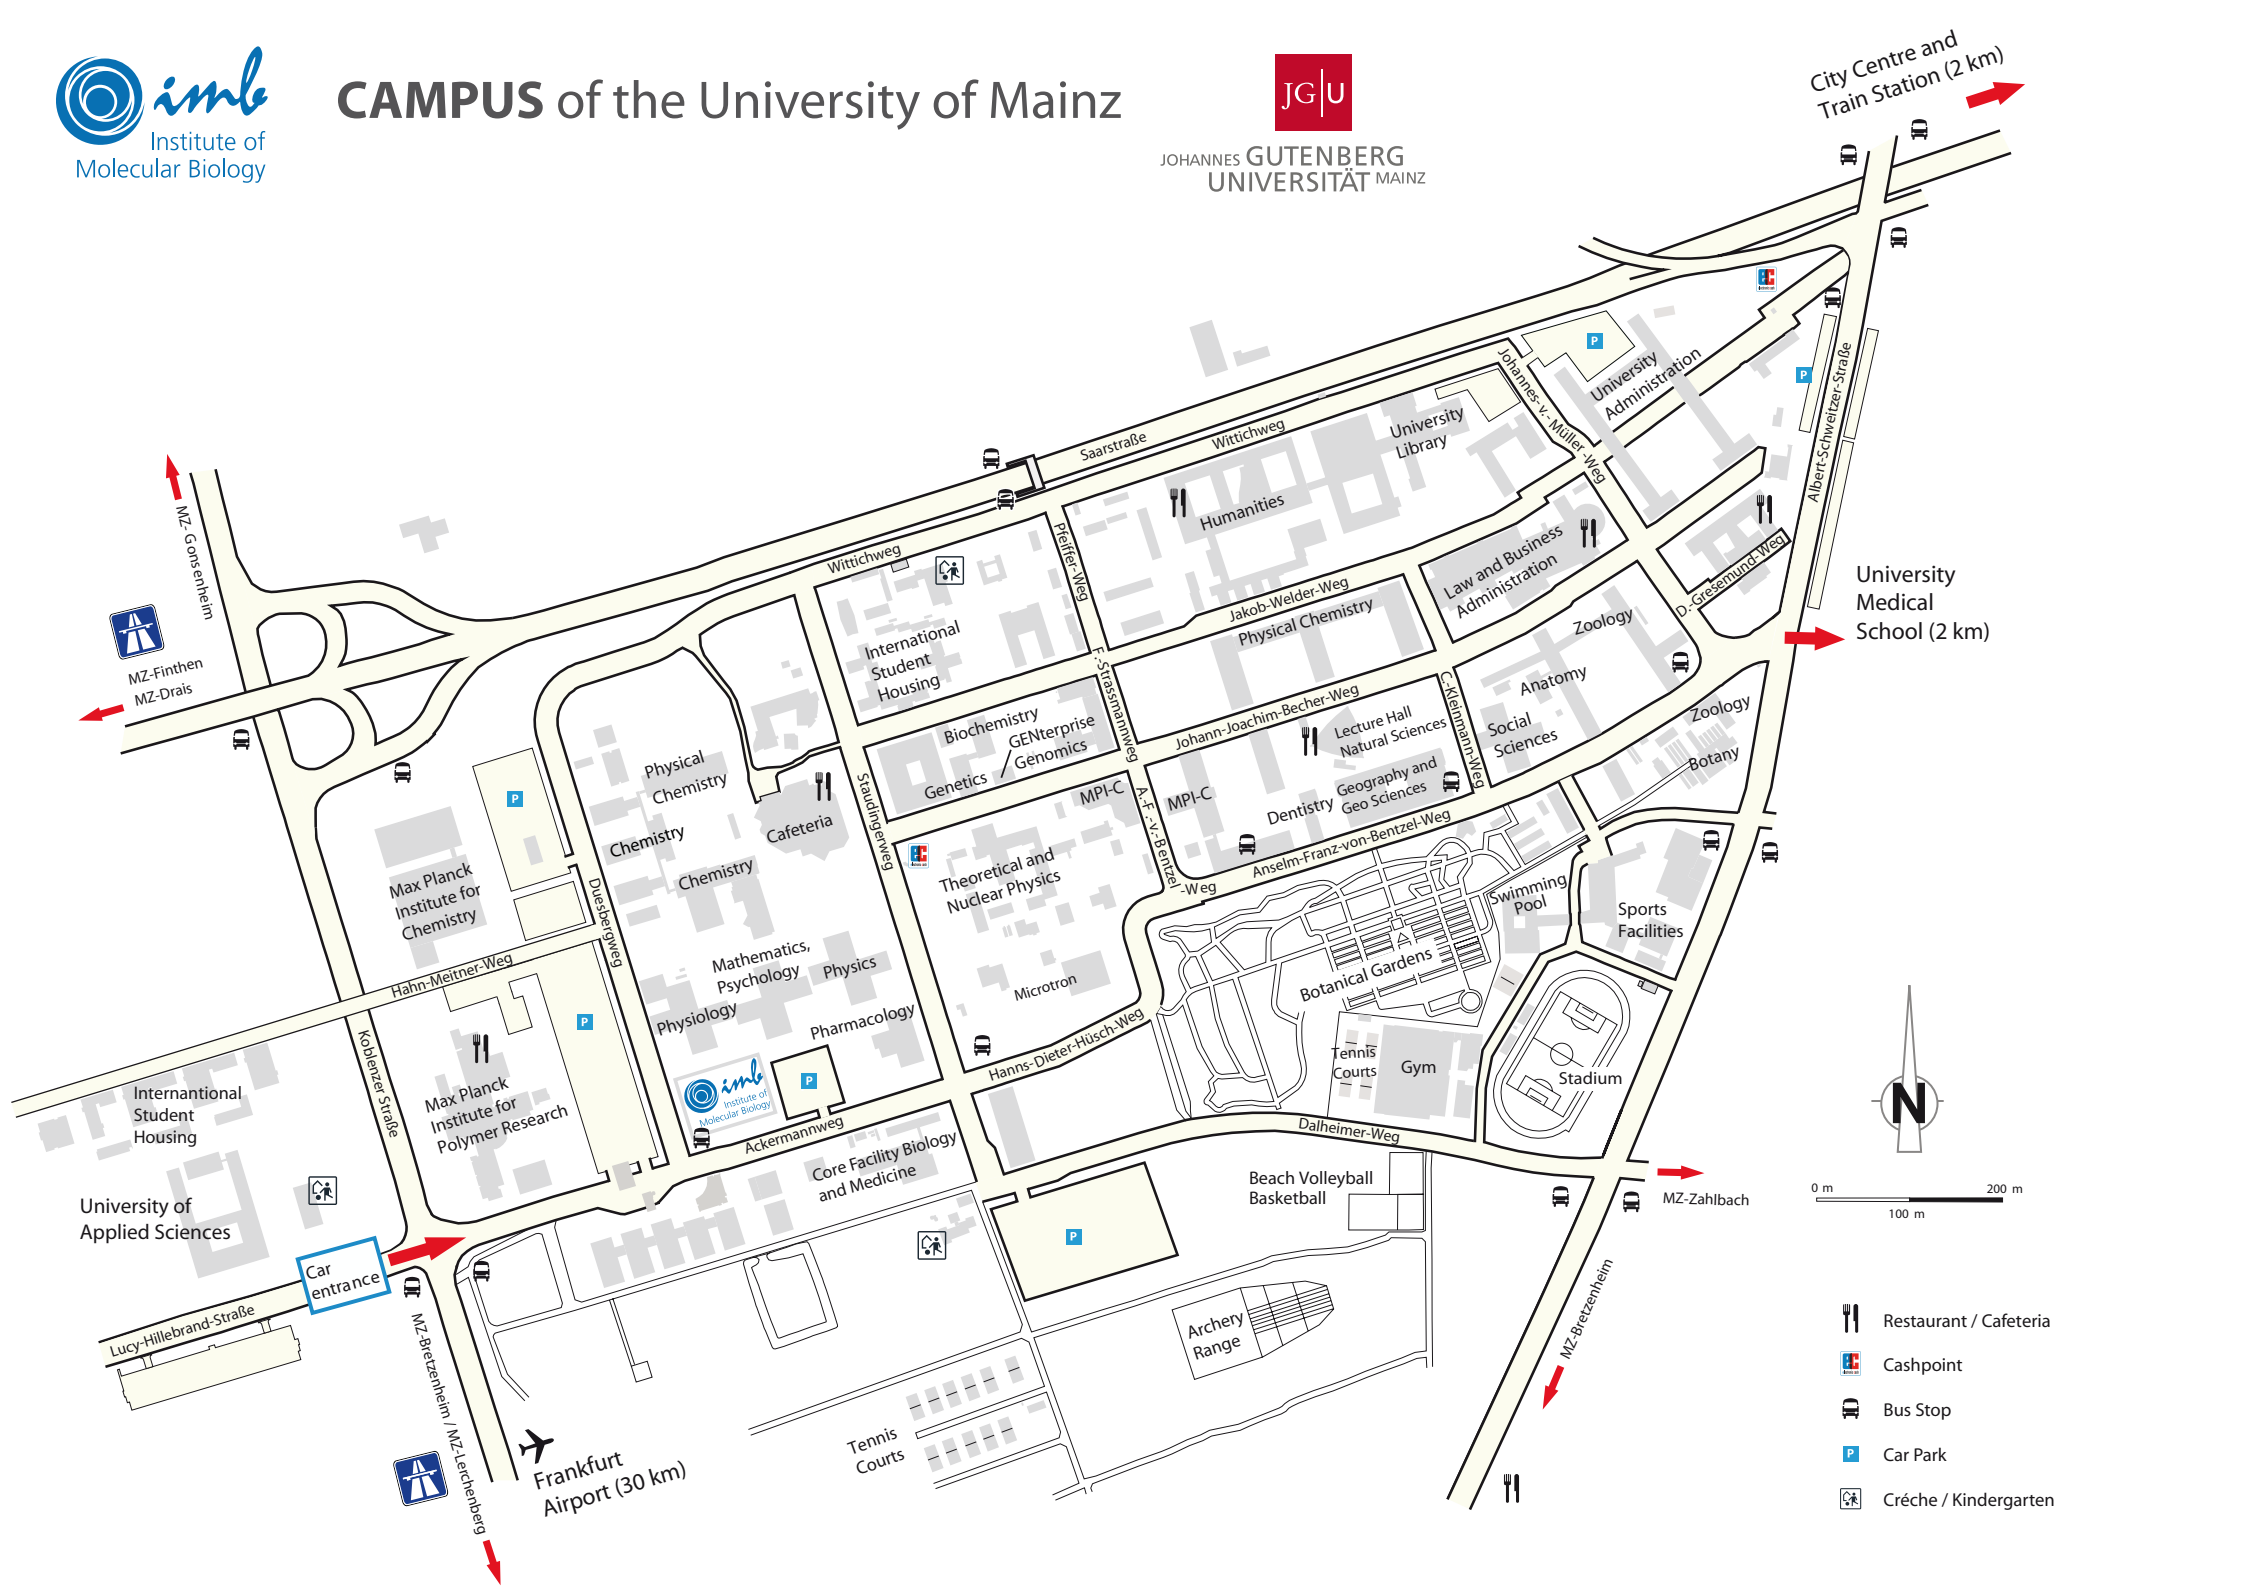 imb
Institute of
Molecular Biology
CAMPUS of the University of Mainz
JG|U
JOHANNES GUTENBERG
UNIVERSITÄT MAINZ
City Centre and
Train Station (2 km)
Saarstraße
Wittichweg
Wittichweg
Johannes-v.-Müller-Weg
University
Administration
P
P
Albert-Schweitzer-Straße
University
Library
Humanities
Pfeiffer-Weg
Law and Business
Administration
D.-Gresemund-Weg
University
Medical
School (2 km)
MZ-Gonsenheim
MZ-Finthen
MZ-Drais
International
Student
Housing
Jakob-Welder-Weg
Physical Chemistry
F.-Strassmannweg
Zoology
Anatomy
Social
Sciences
Zoology
Botany
C.-Kleinmann-Weg
Johann-Joachim-Becher-Weg
Lecture Hall
Natural Sciences
Geography and
Geo Sciences
Dentistry
Biochemistry
GENterprise
Genomics
Genetics
MPI-C
MPI-C
A.-F.-v.-Bentzel
-Weg
Anselm-Franz-von-Bentzel-Weg
Physical
Chemistry
Chemistry
Chemistry
Cafeteria
Staudingerweg
P
Max Planck
Institute for
Chemistry
Duesbergweg
Theoretical and
Nuclear Physics
Swimming
Pool
Sports
Facilities
Mathematics,
Psychology
Physics
Physiology
Pharmacology
Microtron
Botanical Gardens
Hahn-Meitner-Weg
P
Koblenzer Straße
Hanns-Dieter-Hüsch-Weg
Tennis
Courts
Gym
Stadium
N
Internantional
Student
Housing
Max Planck
Institute for
Polymer Research
imb
Institute of
Molecular Biology
P
Ackermannweg
Core Facility Biology
and Medicine
Dalheimer-Weg
Beach Volleyball
Basketball
MZ-Zahlbach
0 m
200 m
100 m
University of
Applied Sciences
Car
entrance
P
Lucy-Hillebrand-Straße
Archery
Range
MZ-Bretzenheim
MZ-Bretzenheim / MZ-Lerchenberg
Tennis
Courts
Frankfurt
Airport (30 km)
Restaurant / Cafeteria
Cashpoint
Bus Stop
P
Car Park
Créche / Kindergarten